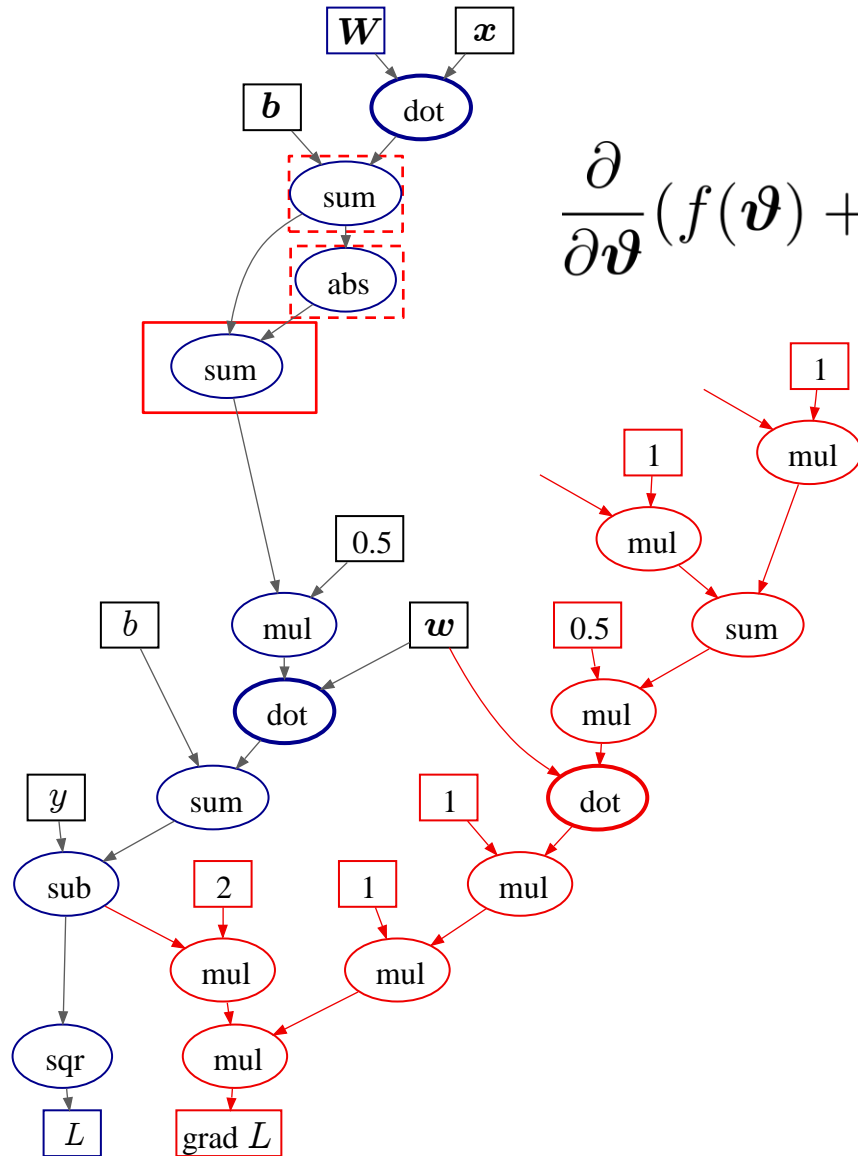 W x
b dot
sum
∂/∂ϑ (f(ϑ) +
abs
sum
1
mul
1
mul
0.5
mul
b w 0.5 sum
dot mul
y sum 1 dot
sub 2 1 mul
mul mul
sqr mul
L grad L